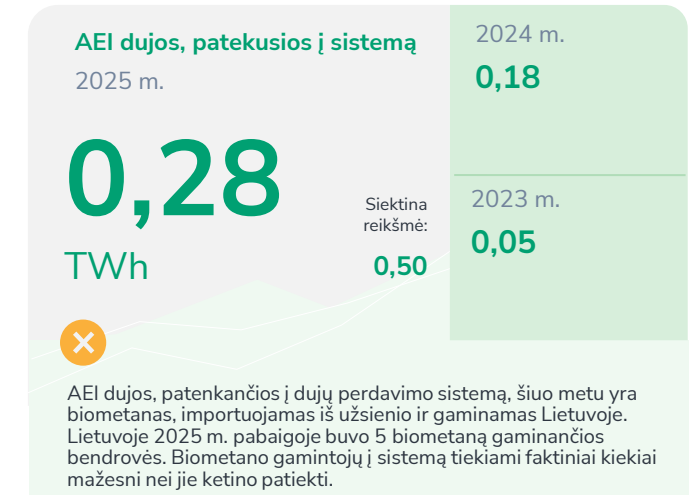 AEI dujos, patekusios į sistemą
2025 m.
0,28
TWh
Siektina
reikšmė:
0,50
2024 m.
0,18
2023 m.
0,05
AEI dujos, patenkančios į dujų perdavimo sistemą, šiuo metu yra
biometanas, importuojamas iš užsienio ir gaminamas Lietuvoje.
Lietuvoje 2025 m. pabaigoje buvo 5 biometaną gaminančios
bendrovės. Biometano gamintojų į sistemą tiekiami faktiniai kiekiai
mažesni nei jie ketino patiekti.